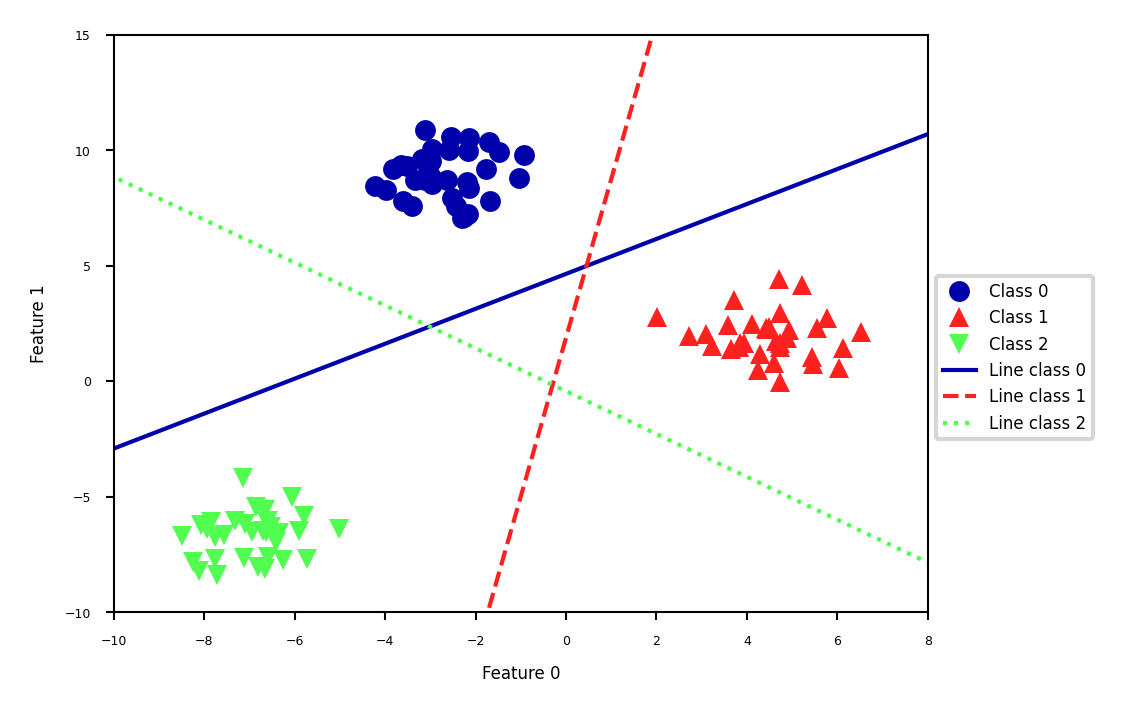 15
10
5
0
−5
−10
Feature 1
−10 −8 −6 −4 −2 0 2 4 6 8
Feature 0
Class 0
Class 1
Class 2
Line class 0
Line class 1
Line class 2